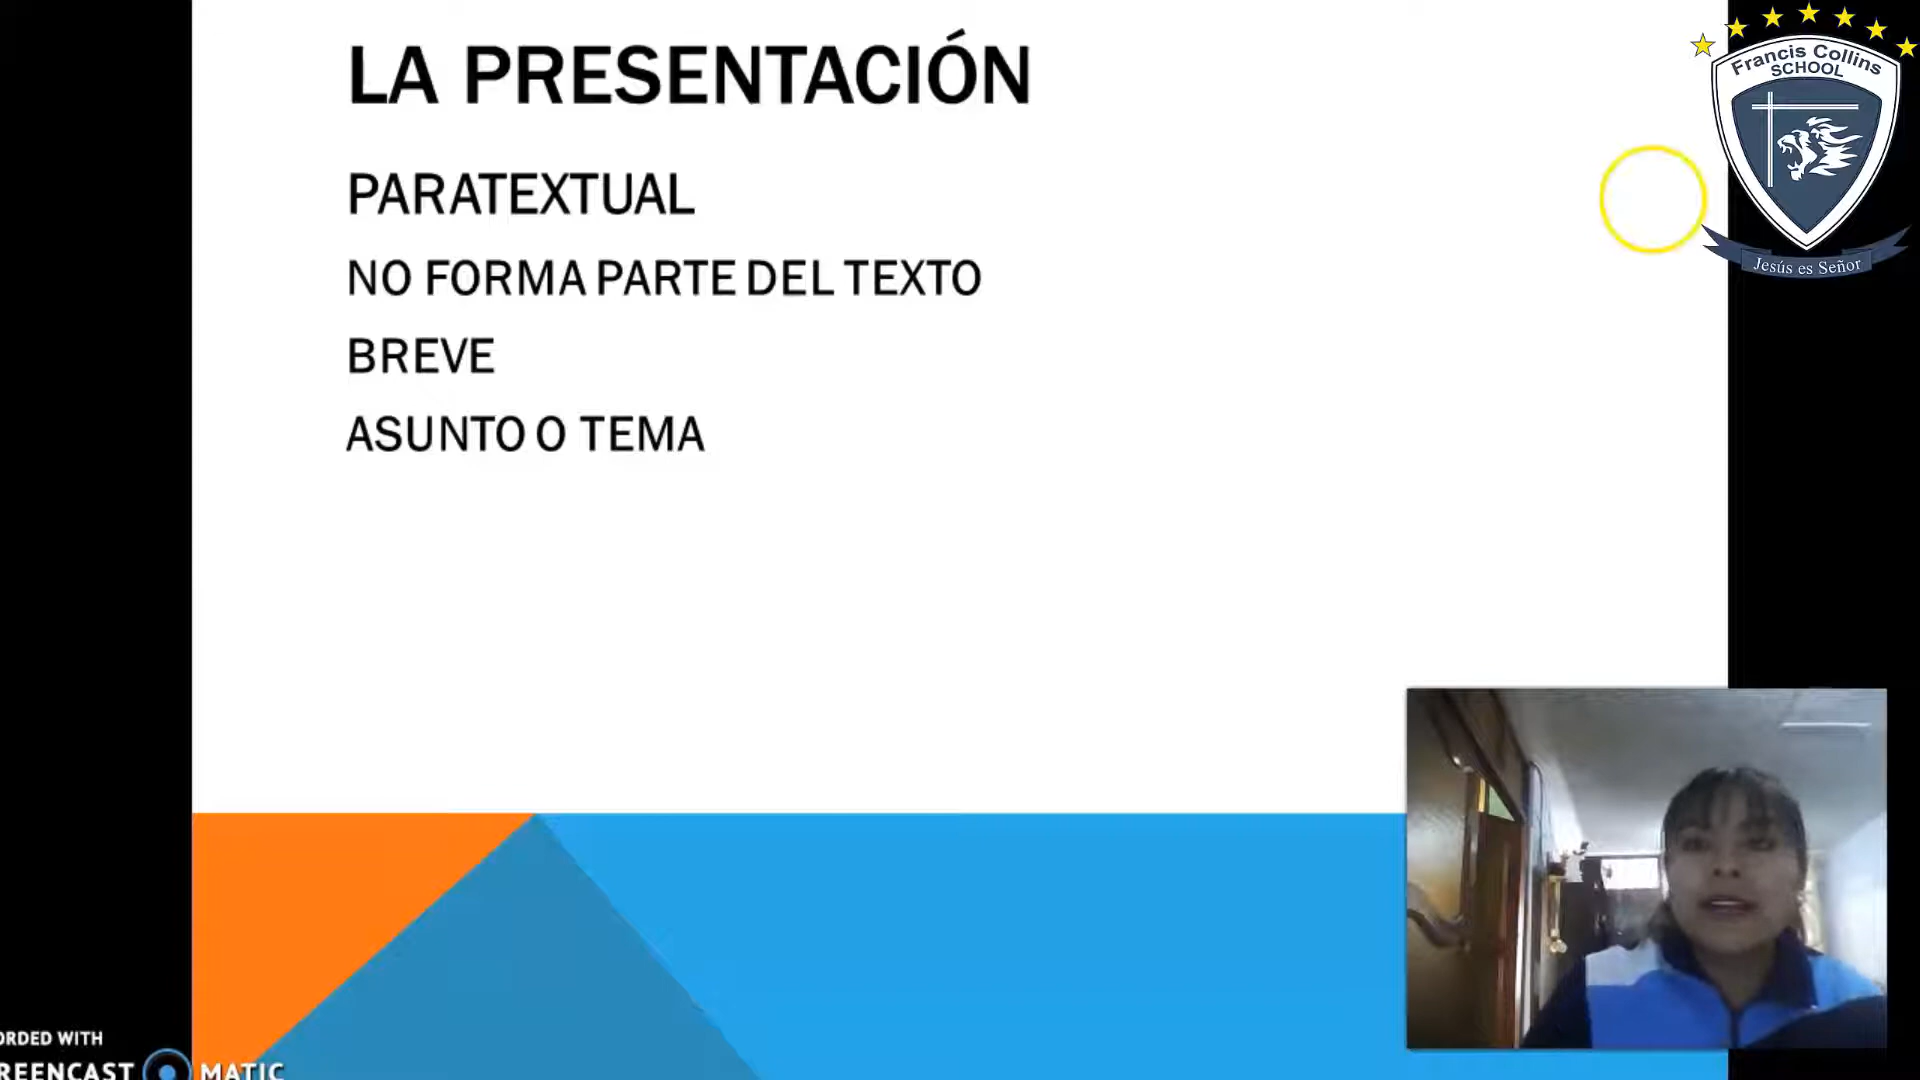 LA PRESENTACIÓN
PARATEXTUAL
NO FORMA PARTE DEL TEXTO
BREVE
ASUNTO O TEMA
Francis Collins
SCHOOL
Jesús es Señor
ORDED WITH
REENCAST MATIC